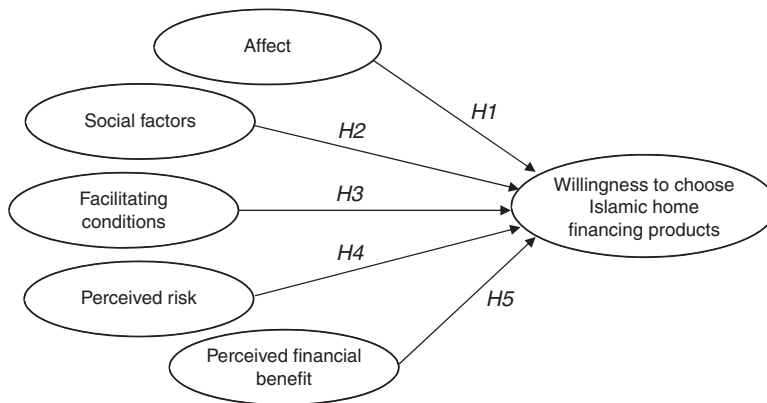 Affect
H1
Social factors
H2
Willingness to choose
Islamic home
financing products
Facilitating
conditions
H3
H4
Perceived risk
H5
Perceived financial
benefit